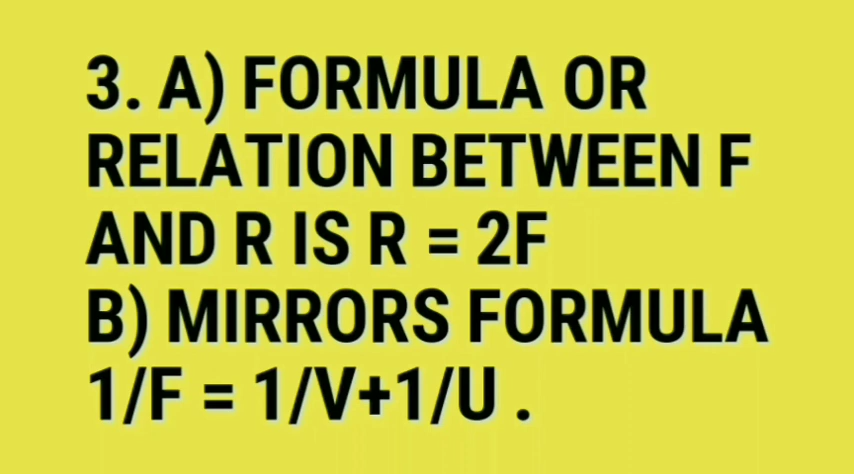 3. A) FORMULA OR
RELATION BETWEEN F
AND R IS R = 2F
B) MIRRORS FORMULA
1/F = 1/V+1/U .